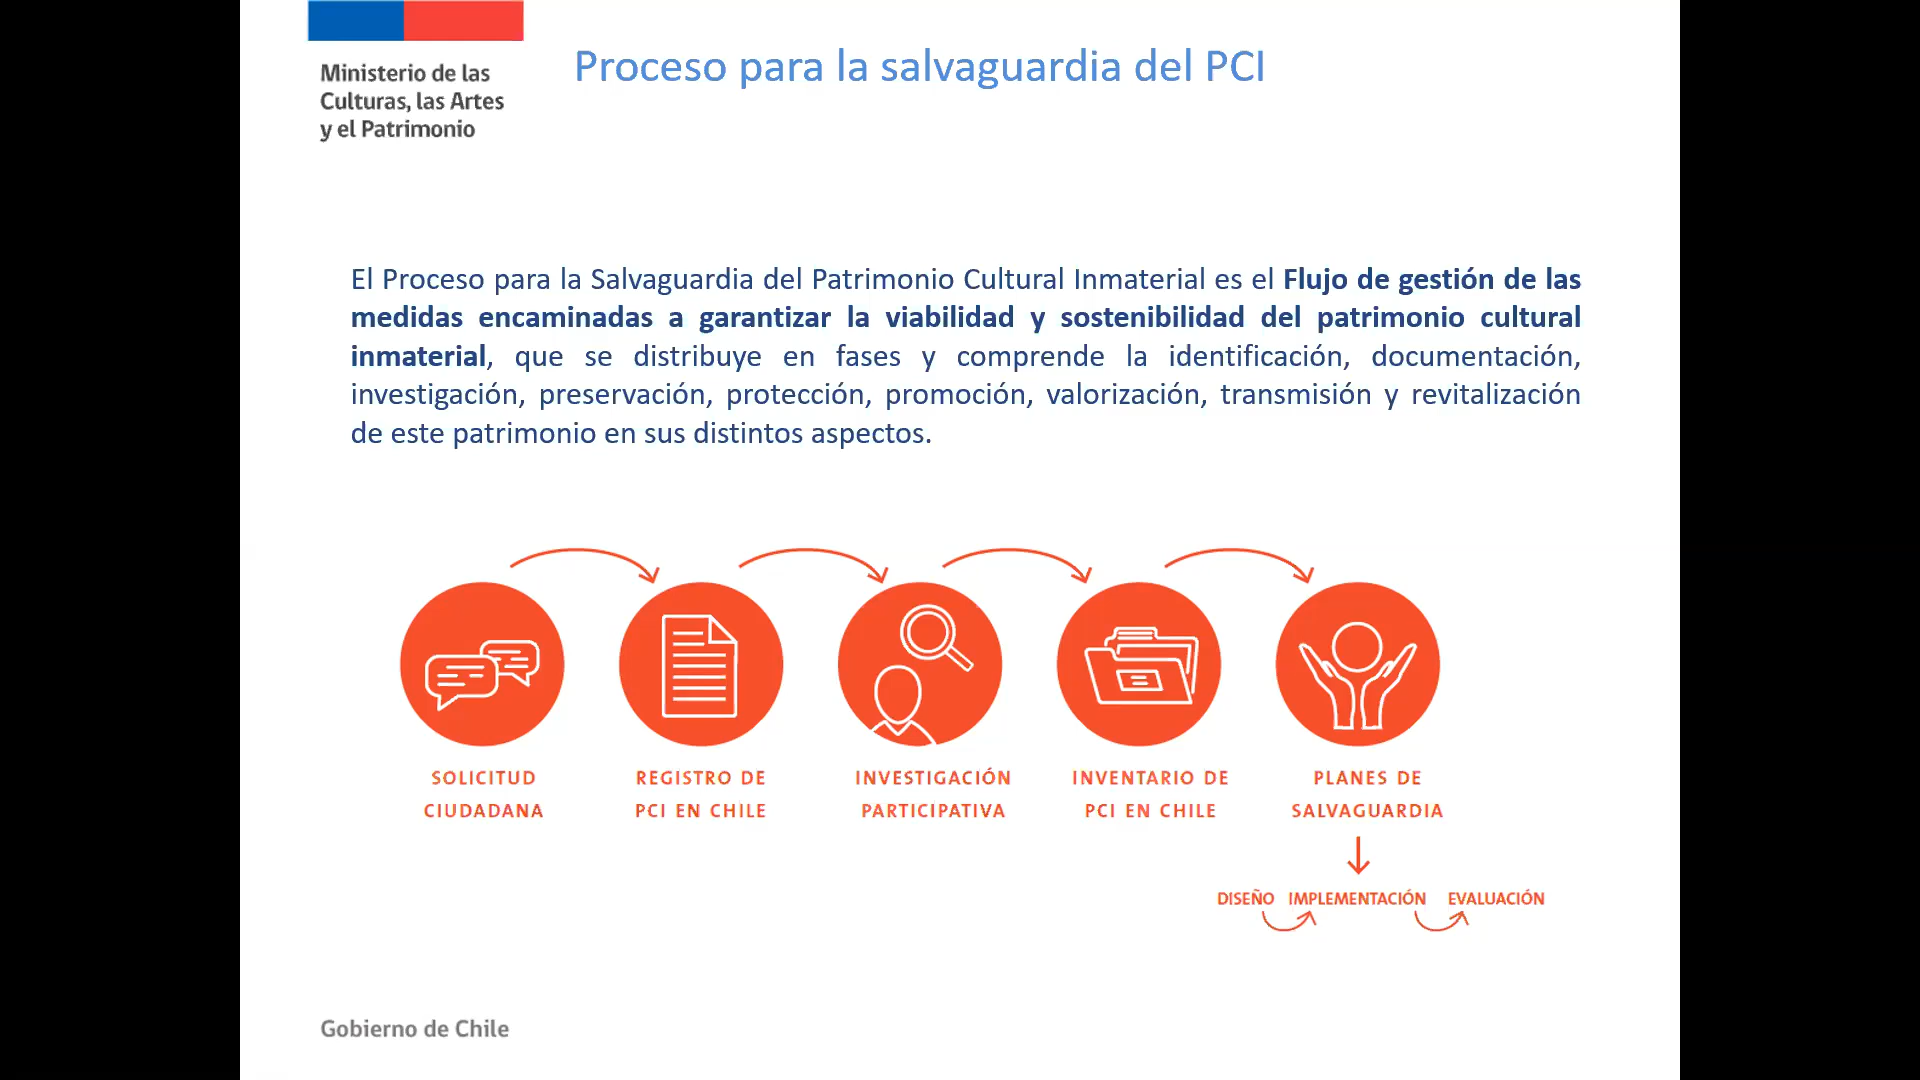 Ministerio de las
Culturas, las Artes
y el Patrimonio
Proceso para la salvaguardia del PCI
El Proceso para la Salvaguardia del Patrimonio Cultural Inmaterial es el Flujo de gestión de las
medidas encaminadas a garantizar la viabilidad y sostenibilidad del patrimonio cultural
inmaterial, que se distribuye en fases y comprende la identificación, documentación,
investigación, preservación, protección, promoción, valorización, transmisión y revitalización
de este patrimonio en sus distintos aspectos.
SOLICITUD
CIUDADANA
REGISTRO DE
PCI EN CHILE
INVESTIGACIÓN
PARTICIPATIVA
INVENTARIO DE
PCI EN CHILE
PLANES DE
SALVAGUARDIA
DISEÑO IMPLEMENTACIÓN EVALUACIÓN
Gobierno de Chile